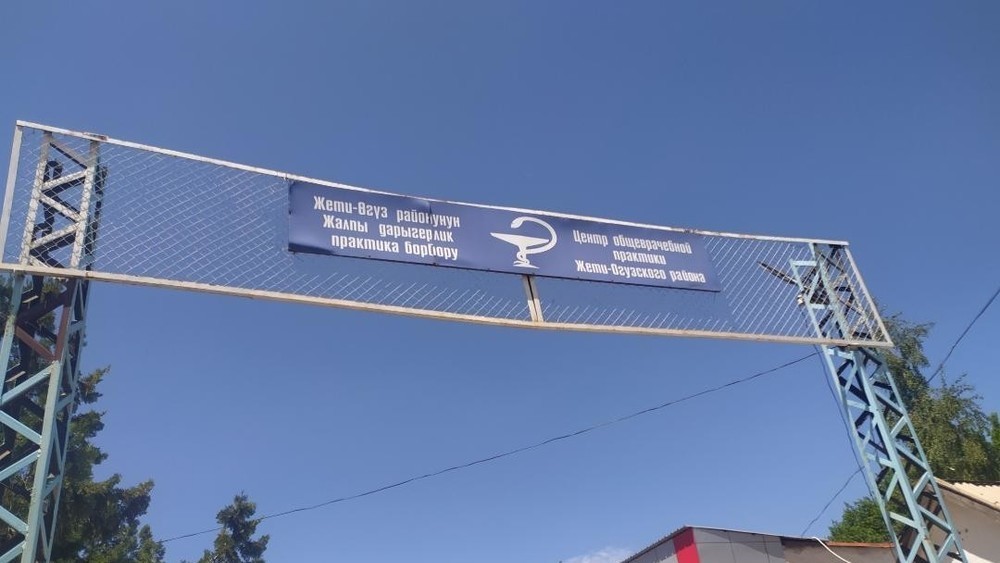 Жети-Өгүз районунун
Жалпы дарыгерлик
практика борбору
Центр общеврачебной
практики
Жети-Огузского района